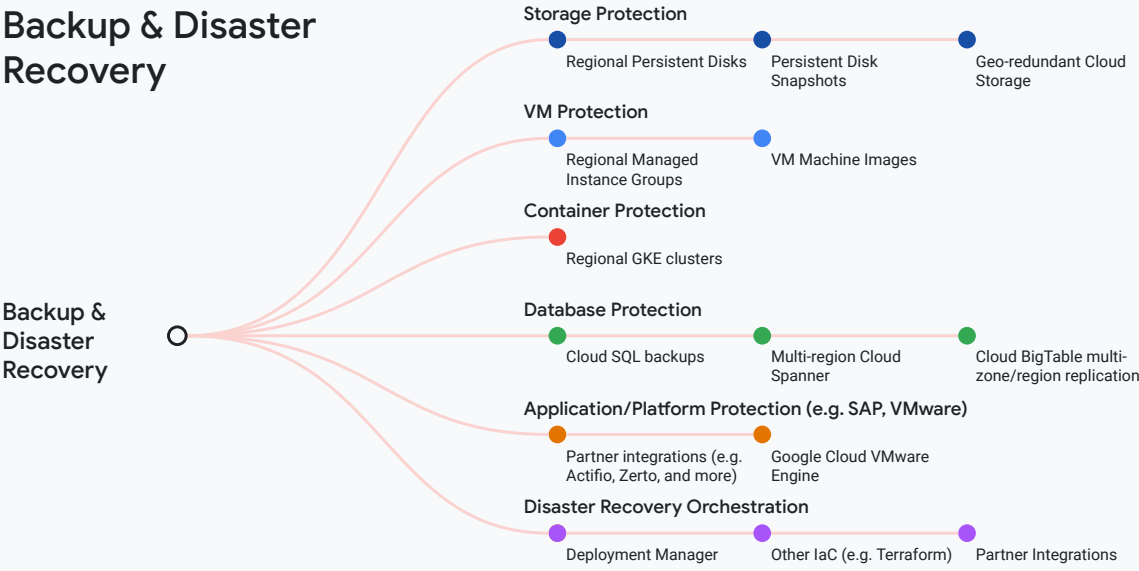 Backup & Disaster
Recovery
Storage Protection
Regional Persistent Disks
Persistent Disk
Snapshots
Geo-redundant Cloud
Storage
VM Protection
Regional Managed
Instance Groups
VM Machine Images
Container Protection
Regional GKE clusters
Backup &
Disaster
Recovery
Database Protection
Cloud SQL backups
Multi-region Cloud
Spanner
Cloud BigTable multi-
zone/region replication
Application/Platform Protection (e.g. SAP, VMware)
Partner integrations (e.g.
Actifio, Zerto, and more)
Google Cloud VMware
Engine
Disaster Recovery Orchestration
Deployment Manager
Other IaC (e.g. Terraform)
Partner Integrations